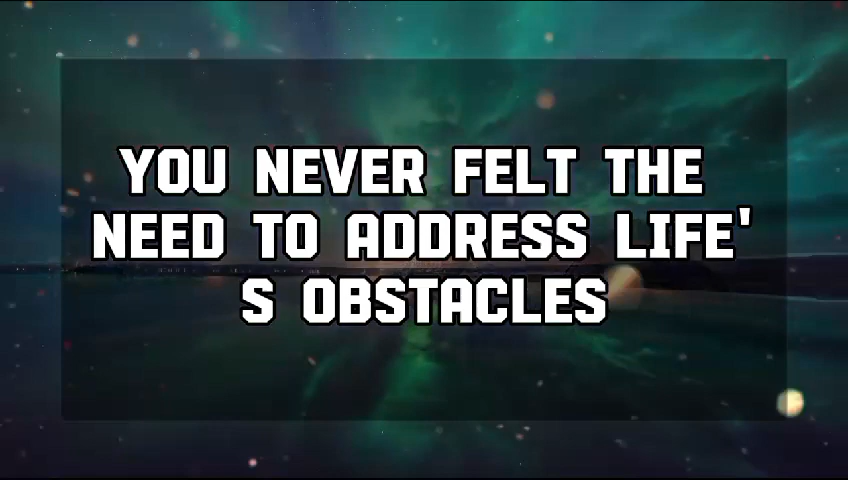 YOU NEVER FELT THE
NEED TO ADDRESS LIFE'
S OBSTACLES